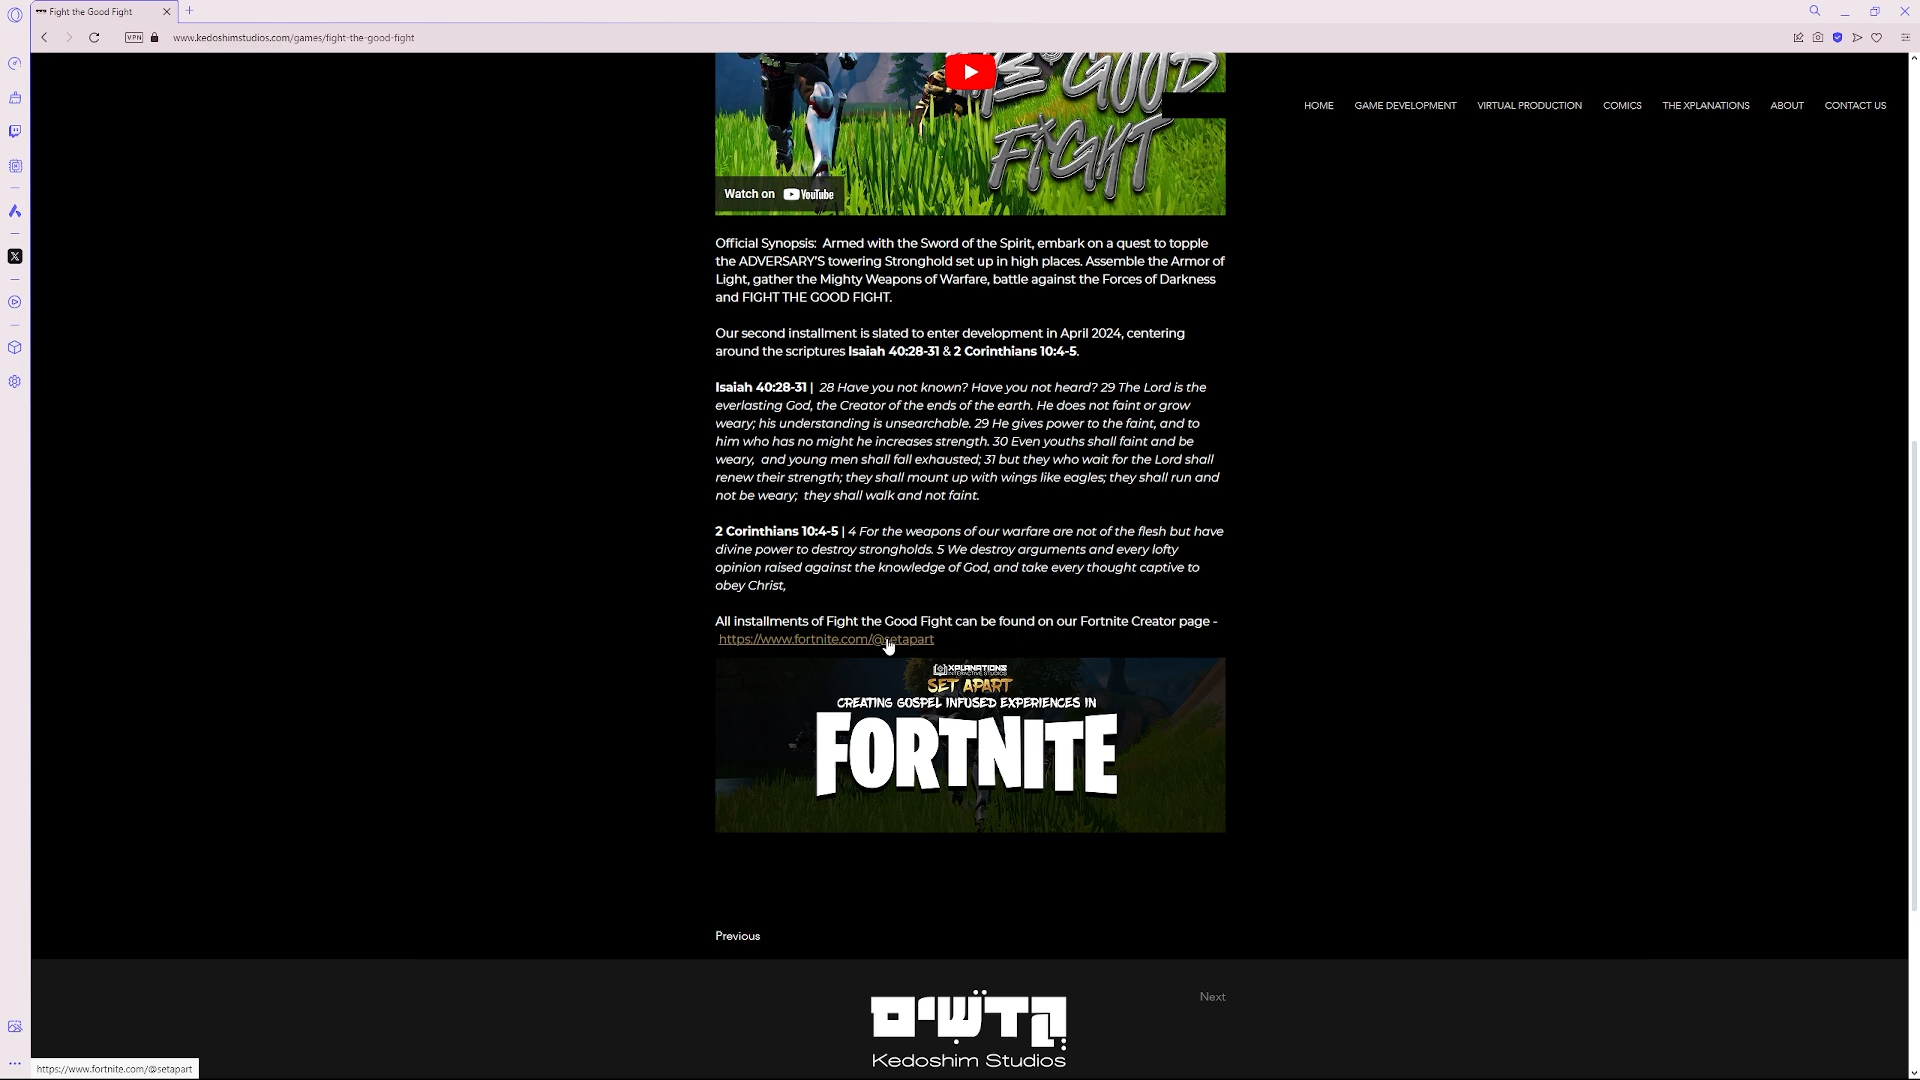 Fight the Good Fight
VPN
www.kedoshimstudios.com/games/fight-the-good-fight
HOME GAME DEVELOPMENT VIRTUAL PRODUCTION COMICS THE XPLANATIONS ABOUT CONTACT US
GOOD
FIGHT
Watch on YouTube
Official Synopsis: Armed with the Sword of the Spirit, embark on a quest to topple
the ADVERSARY'S towering Stronghold set up in high places. Assemble the Armor of
Light, gather the Mighty Weapons of Warfare, battle against the Forces of Darkness
and FIGHT THE GOOD FIGHT.
Our second installment is slated to enter development in April 2024, centering
around the scriptures Isaiah 40:28-31 & 2 Corinthians 10:4-5.
Isaiah 40:28-31 | 28 Have you not known? Have you not heard? 29 The Lord is the
everlasting God, the Creator of the ends of the earth. He does not faint or grow
weary; his understanding is unsearchable. 29 He gives power to the faint, and to
him who has no might he increases strength. 30 Even youths shall faint and be
weary, and young men shall fall exhausted; 31 but they who wait for the Lord shall
renew their strength; they shall mount up with wings like eagles; they shall run and
not be weary; they shall walk and not faint.
2 Corinthians 10:4-5 | 4 For the weapons of our warfare are not of the flesh but have
divine power to destroy strongholds. 5 We destroy arguments and every lofty
opinion raised against the knowledge of God, and take every thought captive to
obey Christ,
All installments of Fight the Good Fight can be found on our Fortnite Creator page -
https://www.fortnite.com/@setapart
XPLANATIONS
INTERACTIVE STUDIOS
SET APART
CREATING GOSPEL INFUSED EXPERIENCES IN
FORTNITE
Previous
Next
קְדֹשִׁים
Kedoshim Studios
https://www.fortnite.com/@setapart